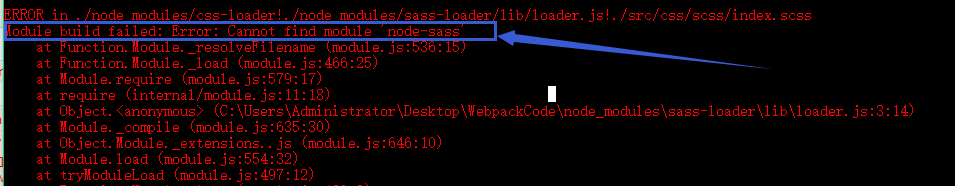 ERROR in ./node_modules/css-loader!./node_modules/sass-loader/lib/loader.js!./src/css/scss/index.scss
Module build failed: Error: Cannot find module 'node-sass'
at Function.Module._resolveFilename (module.js:536:15)
at Function.Module._load (module.js:466:25)
at Module.require (module.js:579:17)
at require (internal/module.js:11:18)
at Object.<anonymous> (C:\Users\Administrator\Desktop\WebpackCode\node_modules\sass-loader\lib\loader.js:3:14)
at Module._compile (module.js:635:30)
at Object.Module._extensions..js (module.js:646:10)
at Module.load (module.js:554:32)
at tryModuleLoad (module.js:497:12)